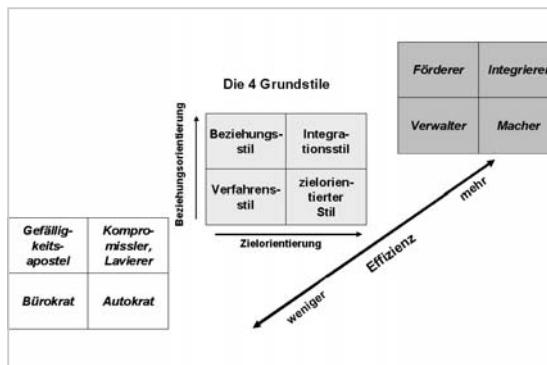 Die 4 Grundstile
Förderer
Integrierer
Verwalter
Macher
Beziehungsorientierung
Beziehungs-
stil
Integra-
tionsstil
Verfahrens-
stil
zielorien-
tierter
Stil
Zielorientierung
mehr
Effizienz
weniger
Gefällig-
keits-
apostel
Kompro-
missler,
Lavierer
Bürokrat
Autokrat